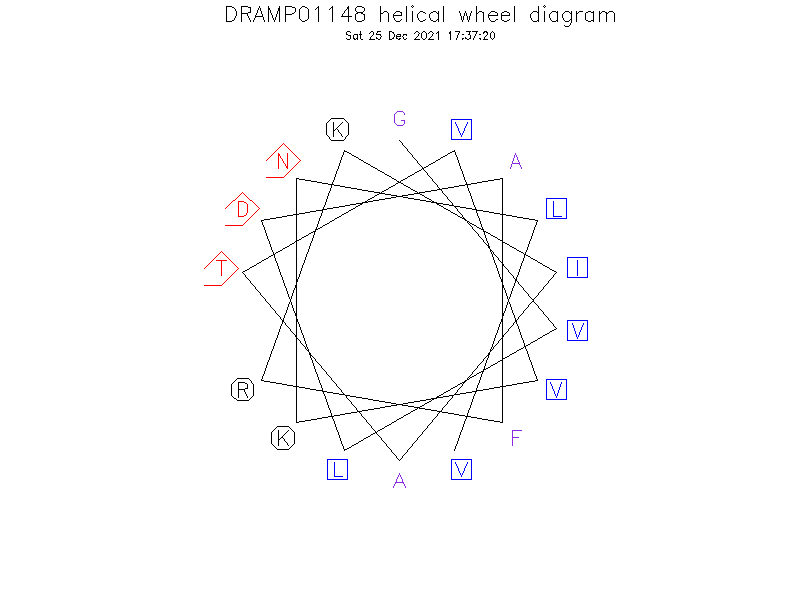 DRAMP01148 helical wheel diagram
Sat 25 Dec 2021 17:37:20
G
K V
N A
D L
T I
V
R V
K F
L V
A